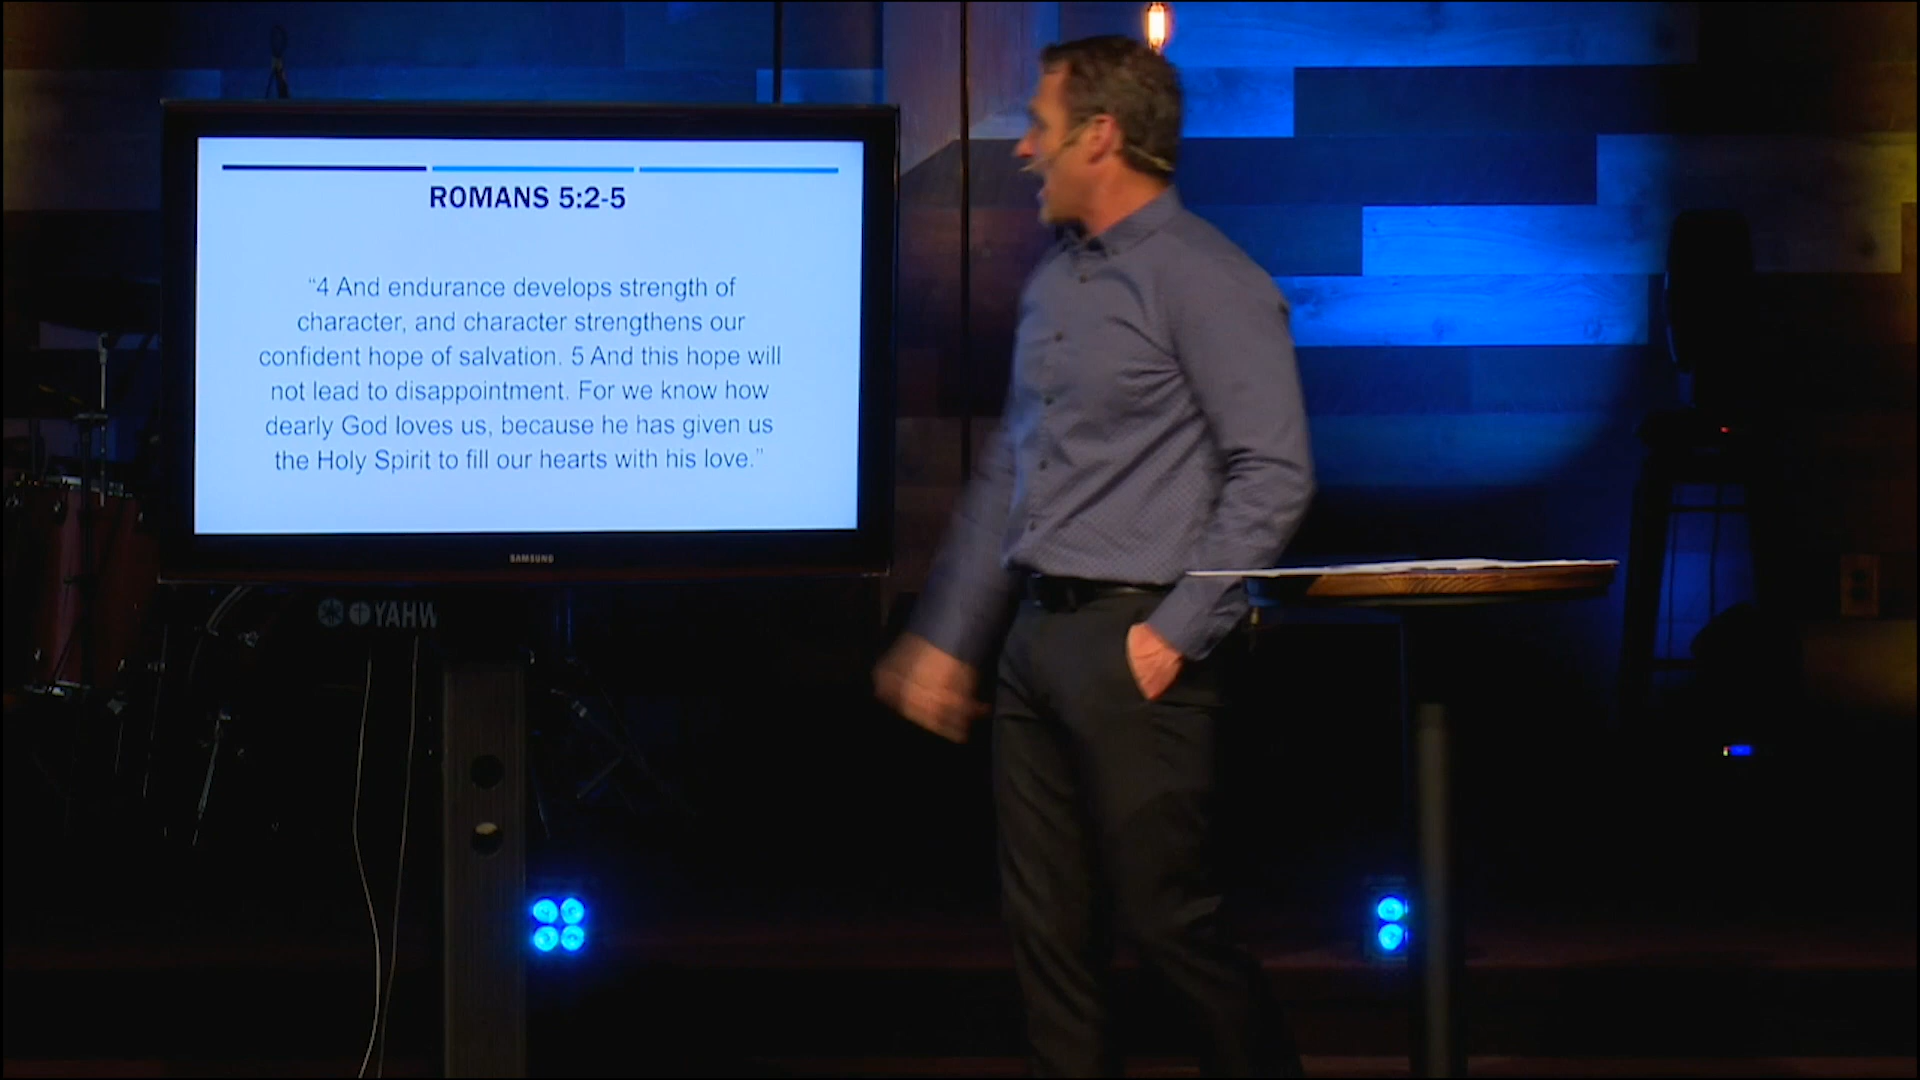 ROMANS 5:2-5
“4 And endurance develops strength of
character, and character strengthens our
confident hope of salvation. 5 And this hope will
not lead to disappointment. For we know how
dearly God loves us, because he has given us
the Holy Spirit to fill our hearts with his love.”
SAMSUNG
YAHW